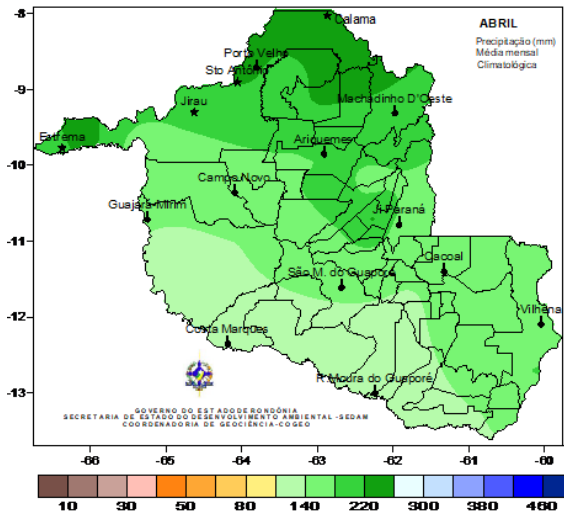 -8
Calama
ABRIL
Precipitação (mm)
Média mensal
Climatológica
Porto Velho
Sto Antônio
-9
Jirau
Machadinho D'Oeste
Estrema
Ariquemes
-10
Campo Novo
Guajará-Mirim
Ji-Paraná
-11
Cacoal
São M. do Guaporé
-12
Vilhena
Costa Marques
R.Moura do Guaporé
-13
GOVERNO DO ESTADO DE RONDÔNIA
SECRETARIA DE ESTADO DO DESENVOLVIMENTO AMBIENTAL -SEDAM
COORDENADORIA DE GEOCIÊNCIA-COGEO
-66 -65 -64 -63 -62 -61 -60
10 30 50 80 140 220 300 380 460